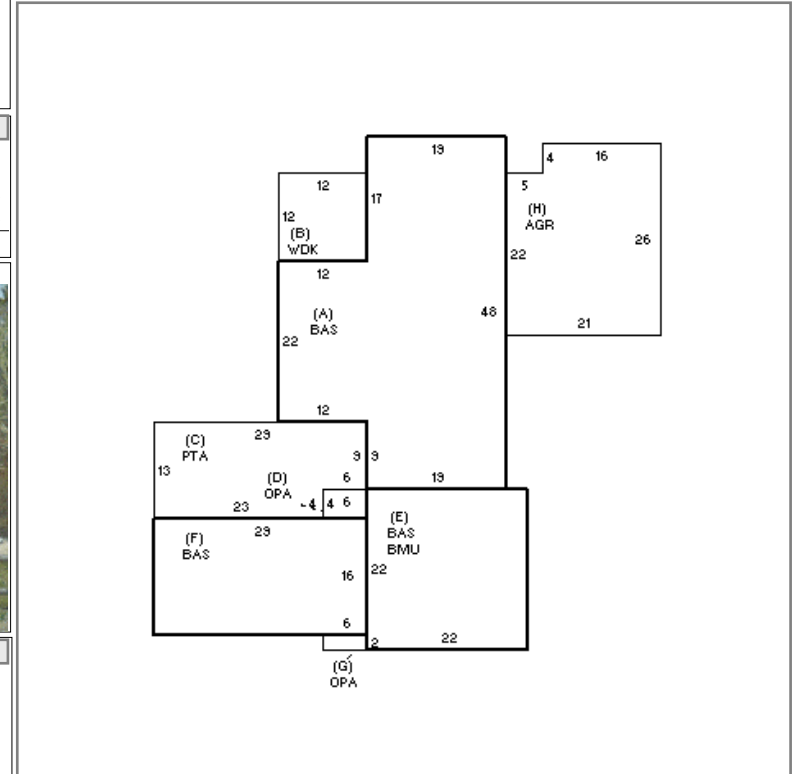 19
4
16
12
5
17
12
(H)
AGR
(B)
WDK
26
22
12
(A)
BAS
48
21
22
12
29
(C)
PTA
9
9
13
(D)
OPA
6
19
23
-4
4
6
(E)
BAS
BMU
29
(F)
BAS
22
16
6
2
22
(G)
OPA